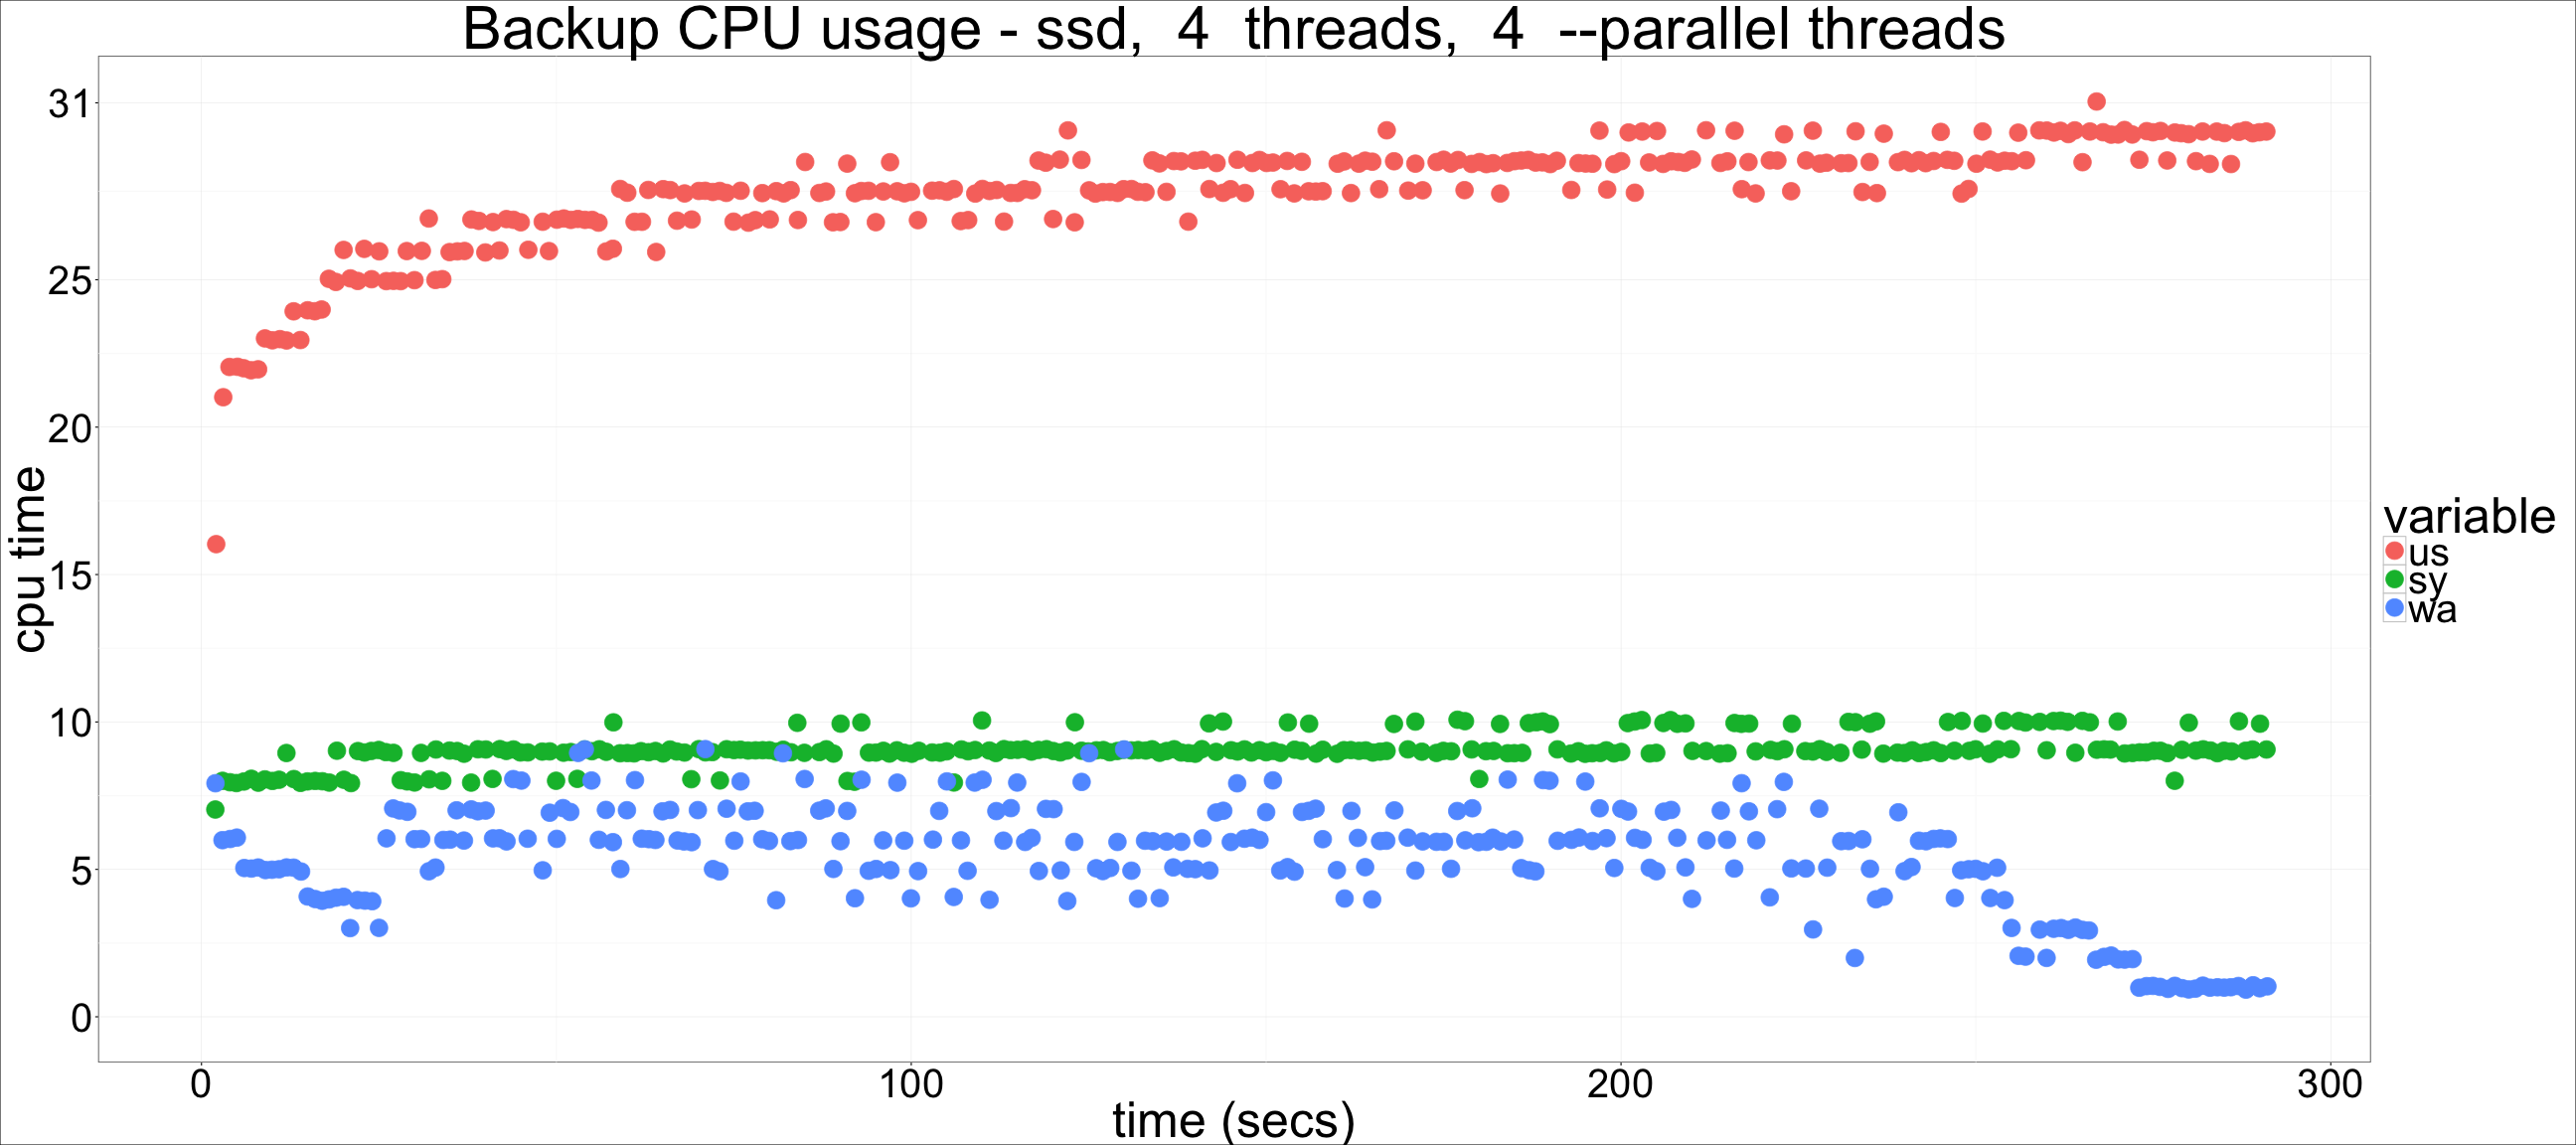 Backup CPU usage - ssd,  4  threads,  4  --parallel threads
31
25
20
15
10
5
0
cpu time
0 100 200 300
time (secs)
variable
us
sy
wa